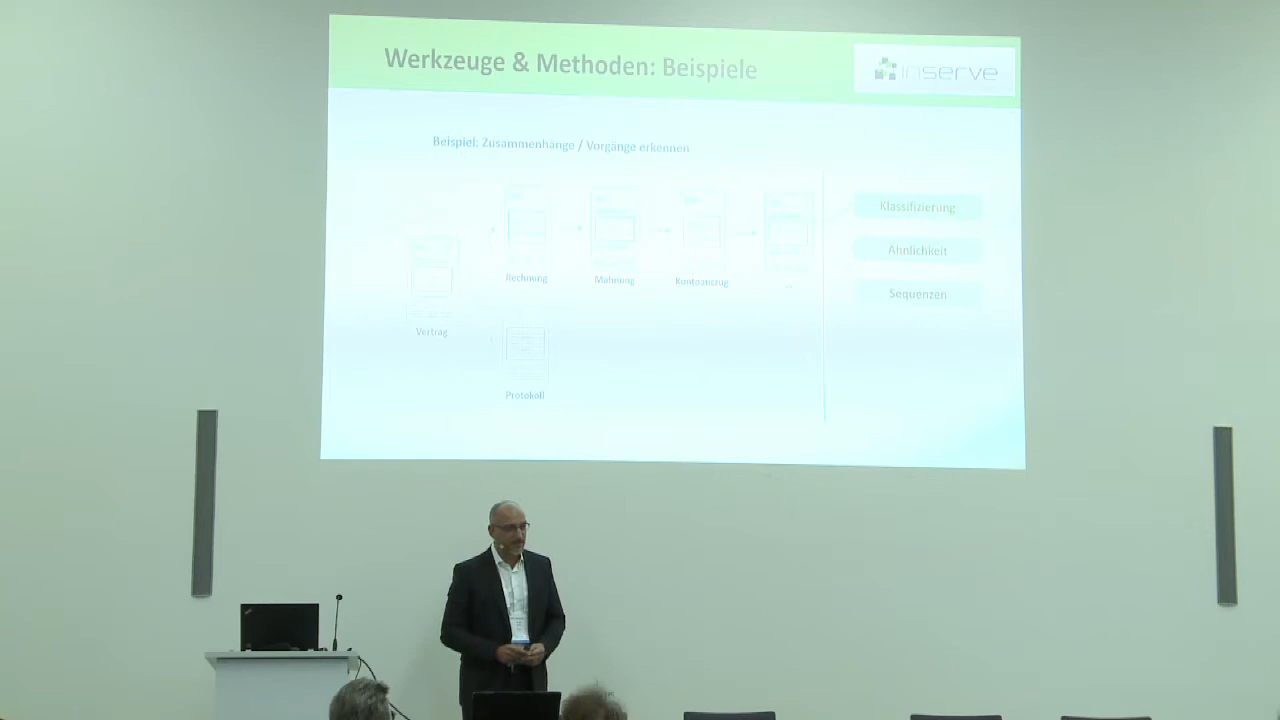 Werkzeuge & Methoden: Beispiele
inserve
Beispiel: Zusammenhänge / Vorgänge erkennen
Klassifizierung
Ähnlichkeit
Sequenzen
Rechnung
Mahnung
Kontoauszug
...
Vertrag
Protokoll